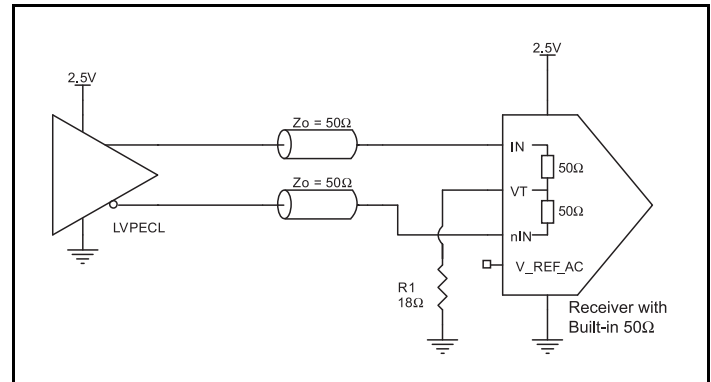 2.5V
2.5V
Zo = 50Ω
IN
50Ω
Zo = 50Ω
VT
50Ω
LVPECL
nIN
V_REF_AC
R1
18Ω
Receiver with
Built-in 50Ω